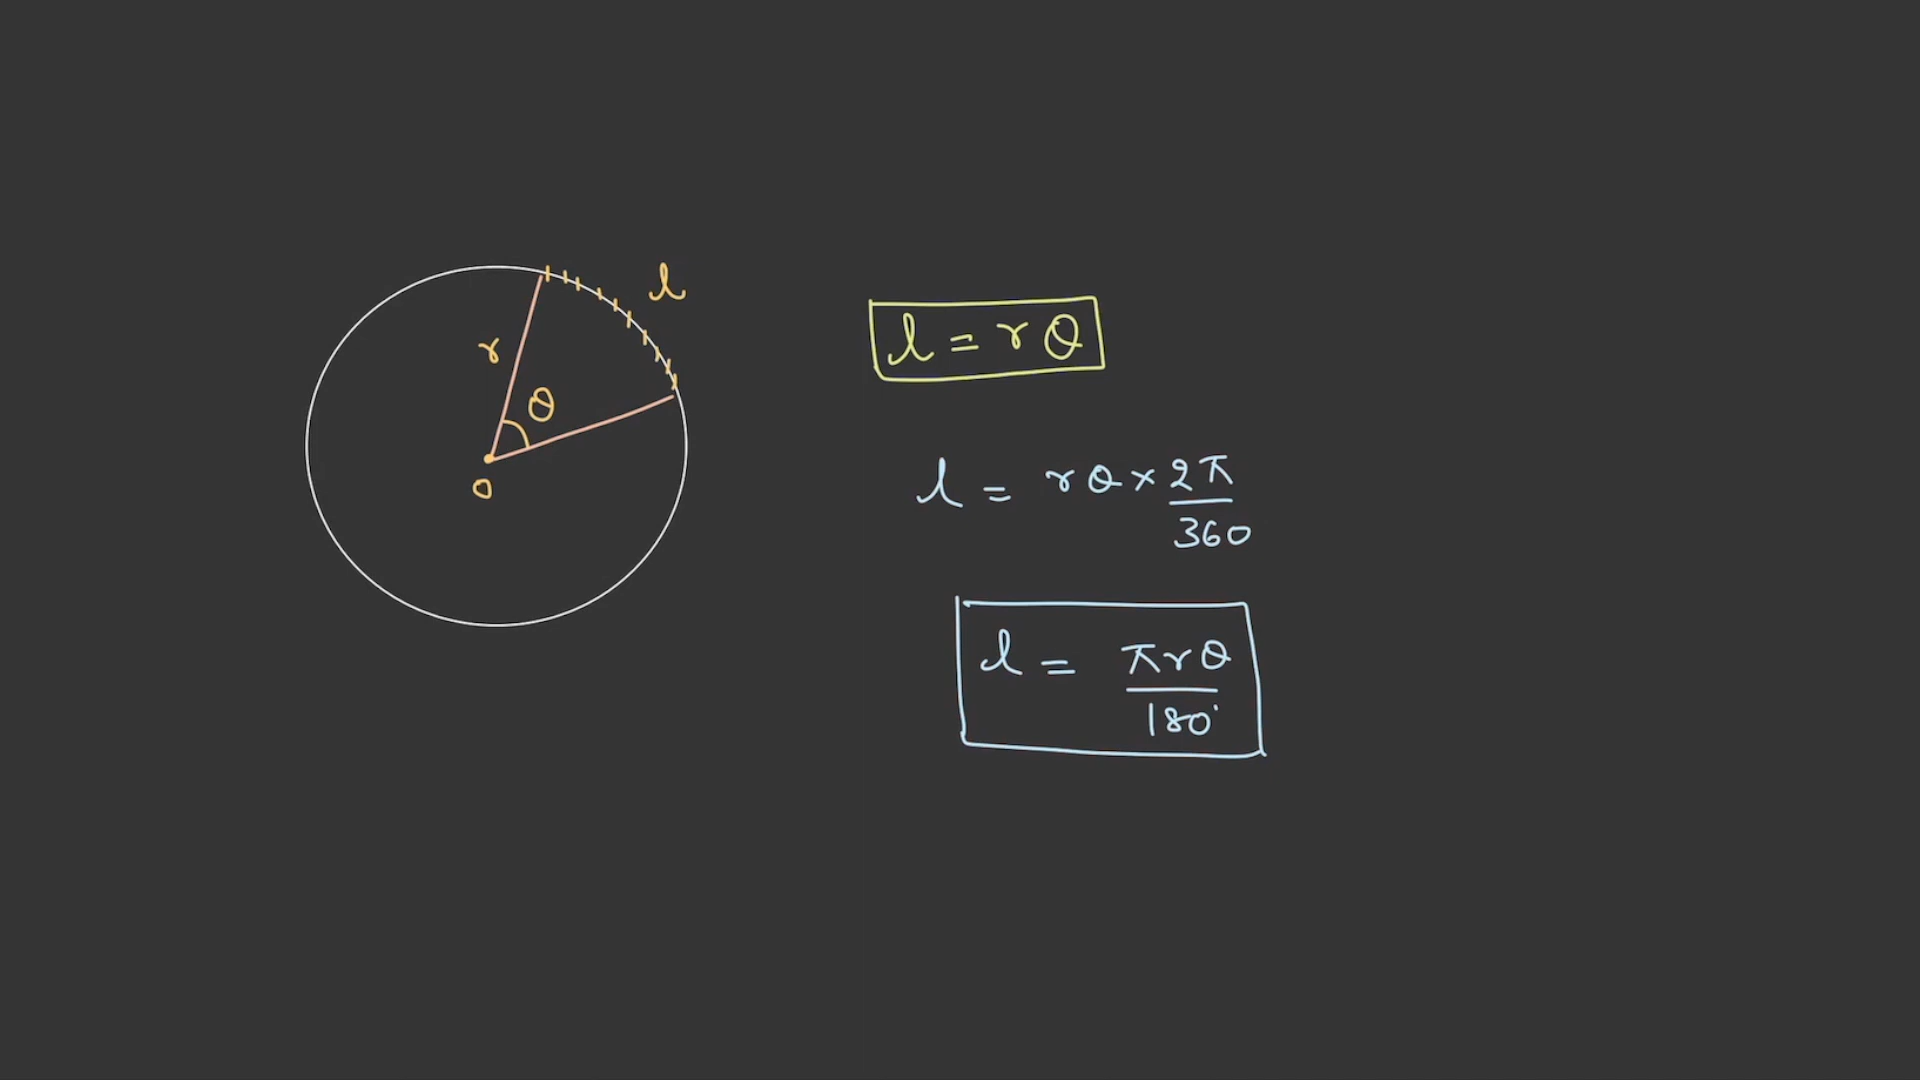 l
r
θ
O
l = rθ
l = rθ × 2π/360
l = πrθ/180°